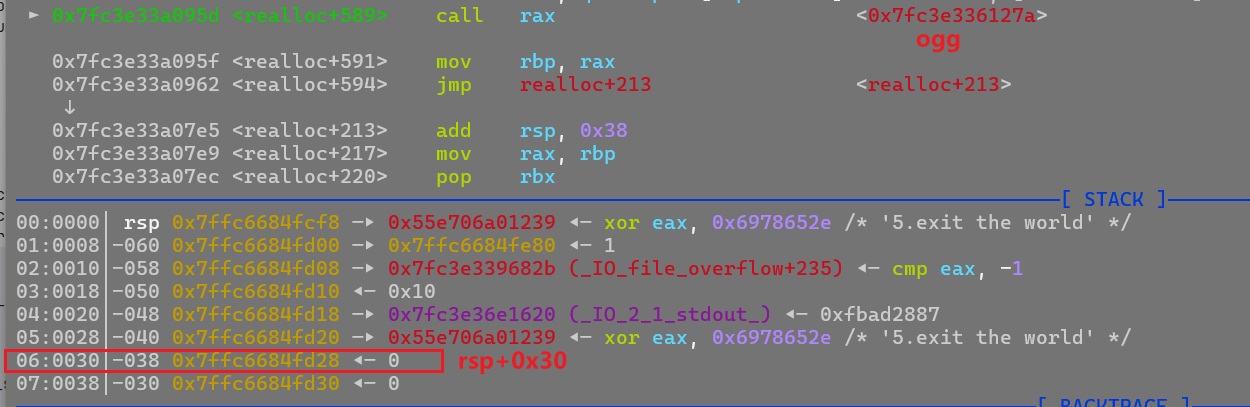 ► 0x7fc3e33a095d <realloc+589> call rax <0x7fc3e336127a>
ogg
0x7fc3e33a095f <realloc+591> mov rbp, rax
0x7fc3e33a0962 <realloc+594> jmp realloc+213 <realloc+213>
↓
0x7fc3e33a07e5 <realloc+213> add rsp, 0x38
0x7fc3e33a07e9 <realloc+217> mov rax, rbp
0x7fc3e33a07ec <realloc+220> pop rbx
[ STACK ]
00:0000│ rsp 0x7ffc6684fcf8 —▸ 0x55e706a01239 ◂— xor eax, 0x6978652e /* '5.exit the world' */
01:0008│-060 0x7ffc6684fd00 —▸ 0x7ffc6684fe80 ◂— 1
02:0010│-058 0x7ffc6684fd08 —▸ 0x7fc3e339682b (_IO_file_overflow+235) ◂— cmp eax, -1
03:0018│-050 0x7ffc6684fd10 ◂— 0x10
04:0020│-048 0x7ffc6684fd18 —▸ 0x7fc3e36e1620 (_IO_2_1_stdout_) ◂— 0xfbad2887
05:0028│-040 0x7ffc6684fd20 —▸ 0x55e706a01239 ◂— xor eax, 0x6978652e /* '5.exit the world' */
06:0030│-038 0x7ffc6684fd28 ◂— 0 rsp+0x30
07:0038│-030 0x7ffc6684fd30 ◂— 0
[ BACKTRACE ]